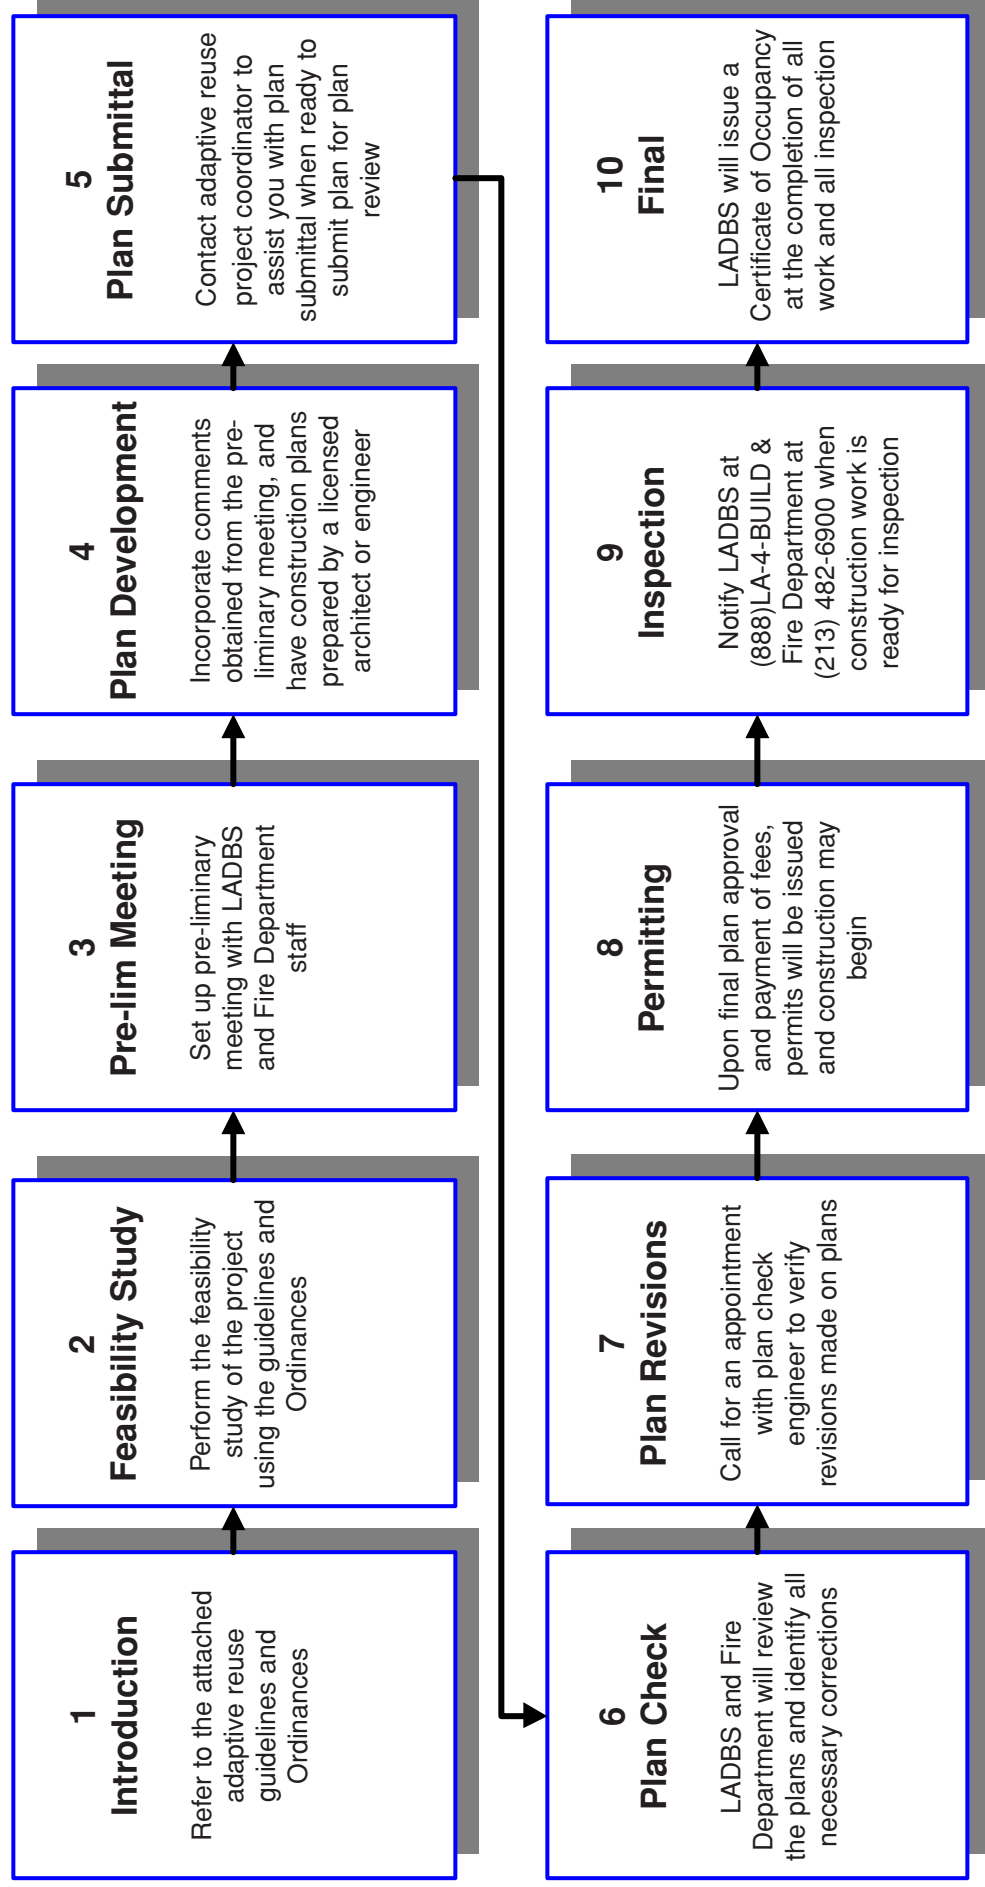 1
Introduction
Refer to the attached
adaptive reuse
guidelines and
Ordinances
2
Feasibility Study
Perform the feasibility
study of the project
using the guidelines and
Ordinances
3
Pre-lim Meeting
Set up pre-liminary
meeting with LADBS
and Fire Department
staff
4
Plan Development
Incorporate comments
obtained from the pre-
liminary meeting, and
have construction plans
prepared by a licensed
architect or engineer
5
Plan Submittal
Contact adaptive reuse
project coordinator to
assist you with plan
submittal when ready to
submit plan for plan
review
6
Plan Check
LADBS and Fire
Department will review
the plans and identify all
necessary corrections
7
Plan Revisions
Call for an appointment
with plan check
engineer to verify
revisions made on plans
8
Permitting
Upon final plan approval
and payment of fees,
permits will be issued
and construction may
begin
9
Inspection
Notify LADBS at
(888)LA-4-BUILD &
Fire Department at
(213) 482-6900 when
construction work is
ready for inspection
10
Final
LADBS will issue a
Certificate of Occupancy
at the completion of all
work and all inspection